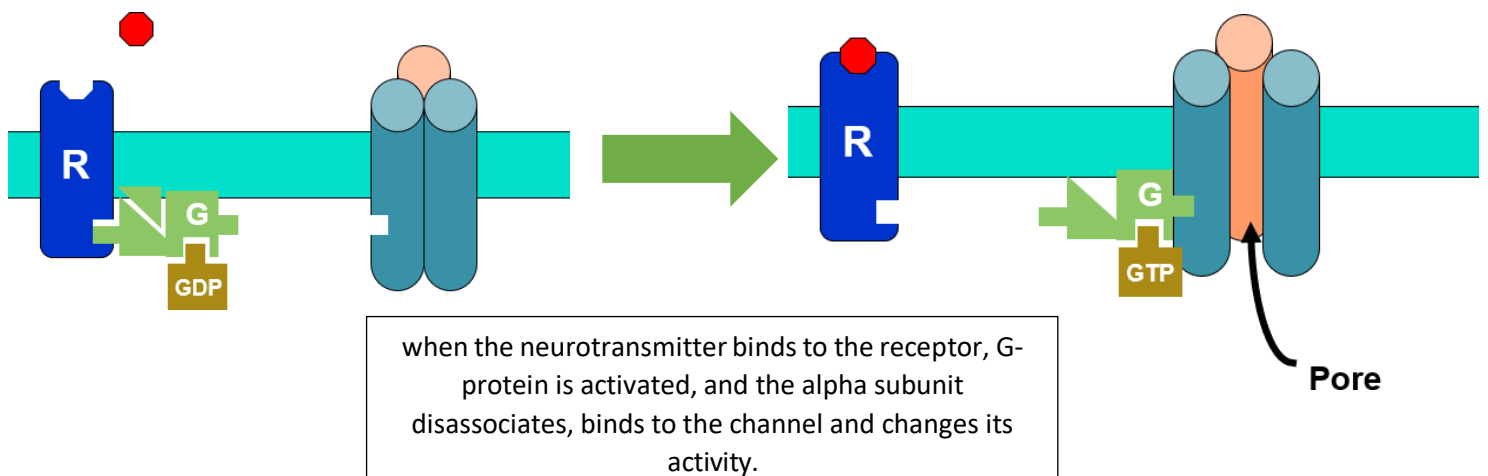 R
G
GDP
R
G
GTP
Pore
when the neurotransmitter binds to the receptor, G-
protein is activated, and the alpha subunit
disassociates, binds to the channel and changes its
activity.